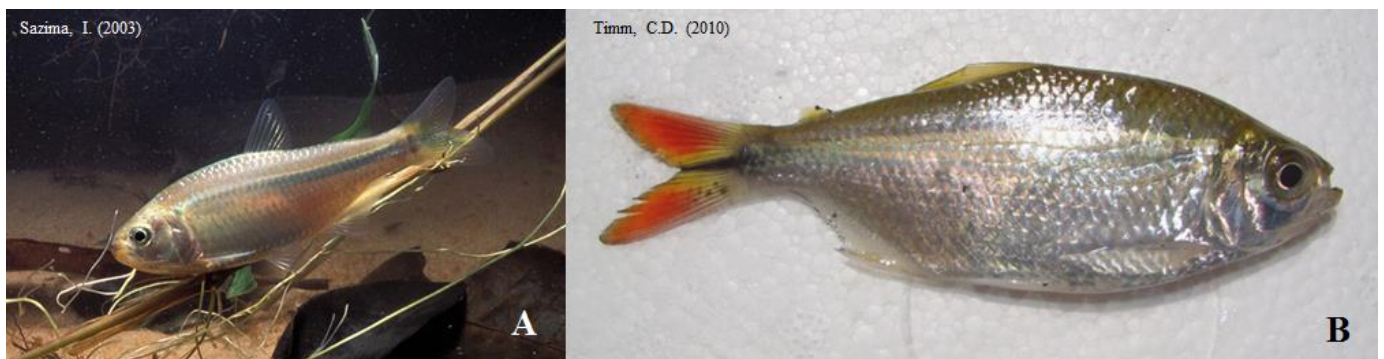 Sazima, I. (2003)
Timm, C.D. (2010)
A
B